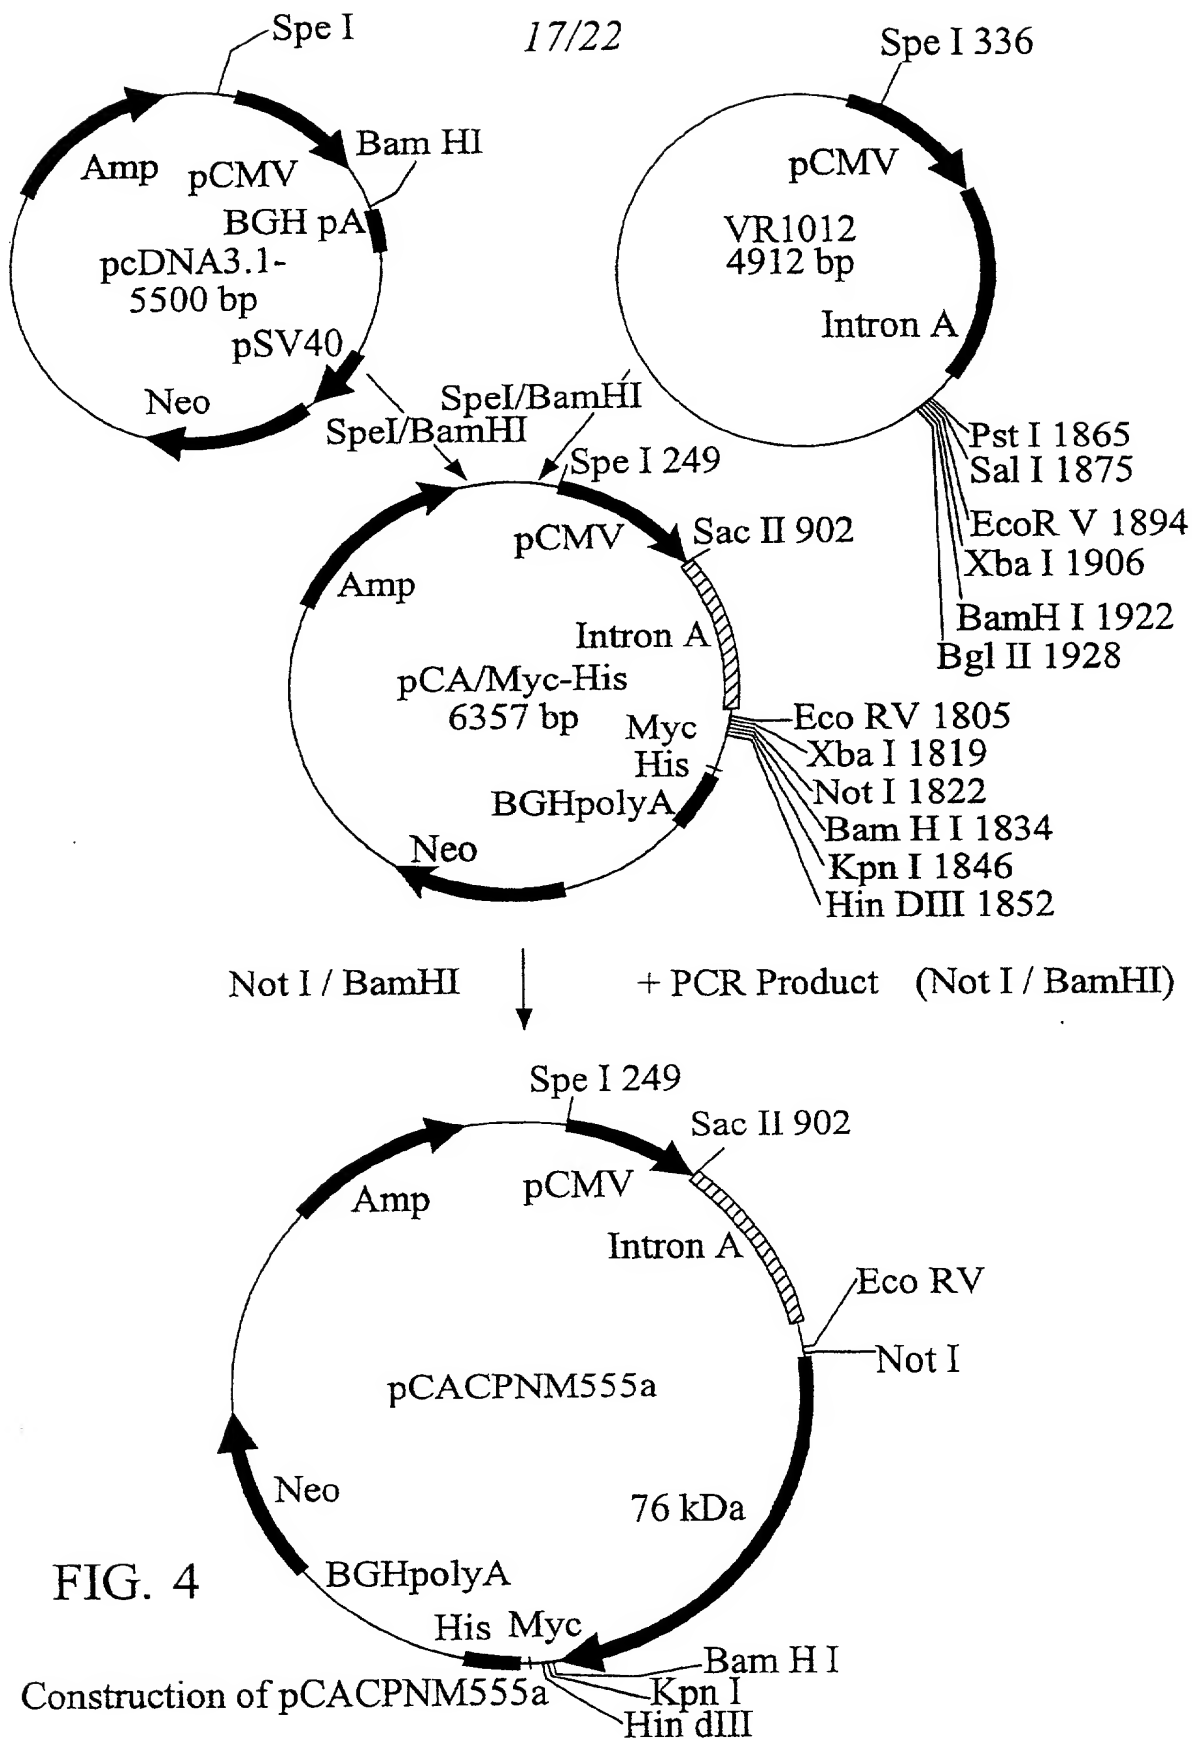 17/22
Spe I
Amp
pCMV
Bam HI
BGH pA
pcDNA3.1-
5500 bp
pSV40
Neo
SpeI/BamHI
Spe I 336
pCMV
VR1012
4912 bp
Intron A
Pst I 1865
Sal I 1875
EcoR V 1894
Xba I 1906
BamH I 1922
Bgl II 1928
SpeI/BamHI
Spe I 249
pCMV
Sac II 902
Amp
Intron A
pCA/Myc-His
6357 bp
Myc
His
BGHpolyA
Neo
Eco RV 1805
Xba I 1819
Not I 1822
Bam H I 1834
Kpn I 1846
Hin DIII 1852
Not I / BamHI
+ PCR Product (Not I / BamHI)
Spe I 249
Sac II 902
pCMV
Amp
Intron A
Eco RV
Not I
pCACPNM555a
Neo
76 kDa
BGHpolyA
His Myc
Bam H I
Kpn I
Hin dIII
FIG. 4
Construction of pCACPNM555a